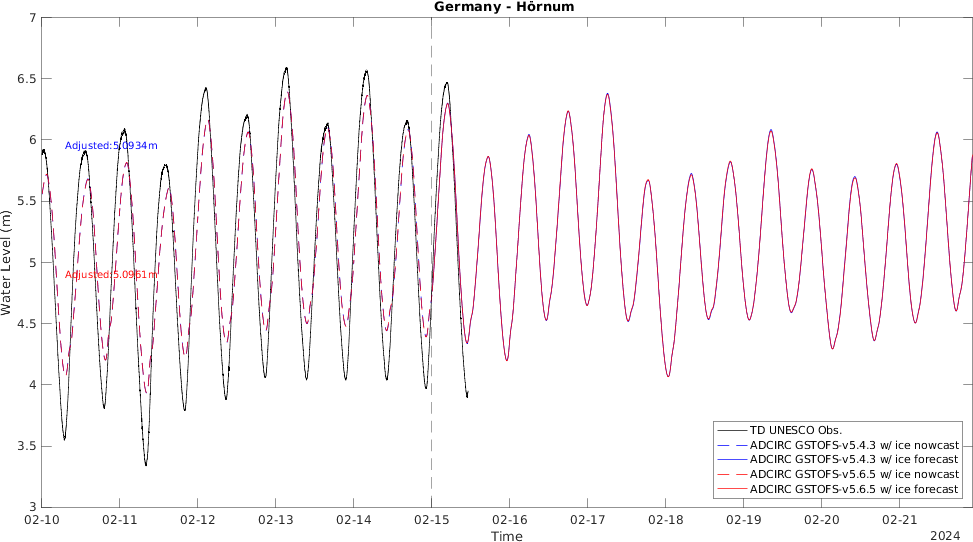 Germany - Hörnum
7
6.5
6
5.5
5
4.5
4
3.5
3
Water Level (m)
Adjusted:5.0934m
Adjusted:5.0961m
TD UNESCO Obs.
ADCIRC GSTOFS-v5.4.3 w/ ice nowcast
ADCIRC GSTOFS-v5.4.3 w/ ice forecast
ADCIRC GSTOFS-v5.6.5 w/ ice nowcast
ADCIRC GSTOFS-v5.6.5 w/ ice forecast
02-10 02-11 02-12 02-13 02-14 02-15 02-16 02-17 02-18 02-19 02-20 02-21
Time
2024